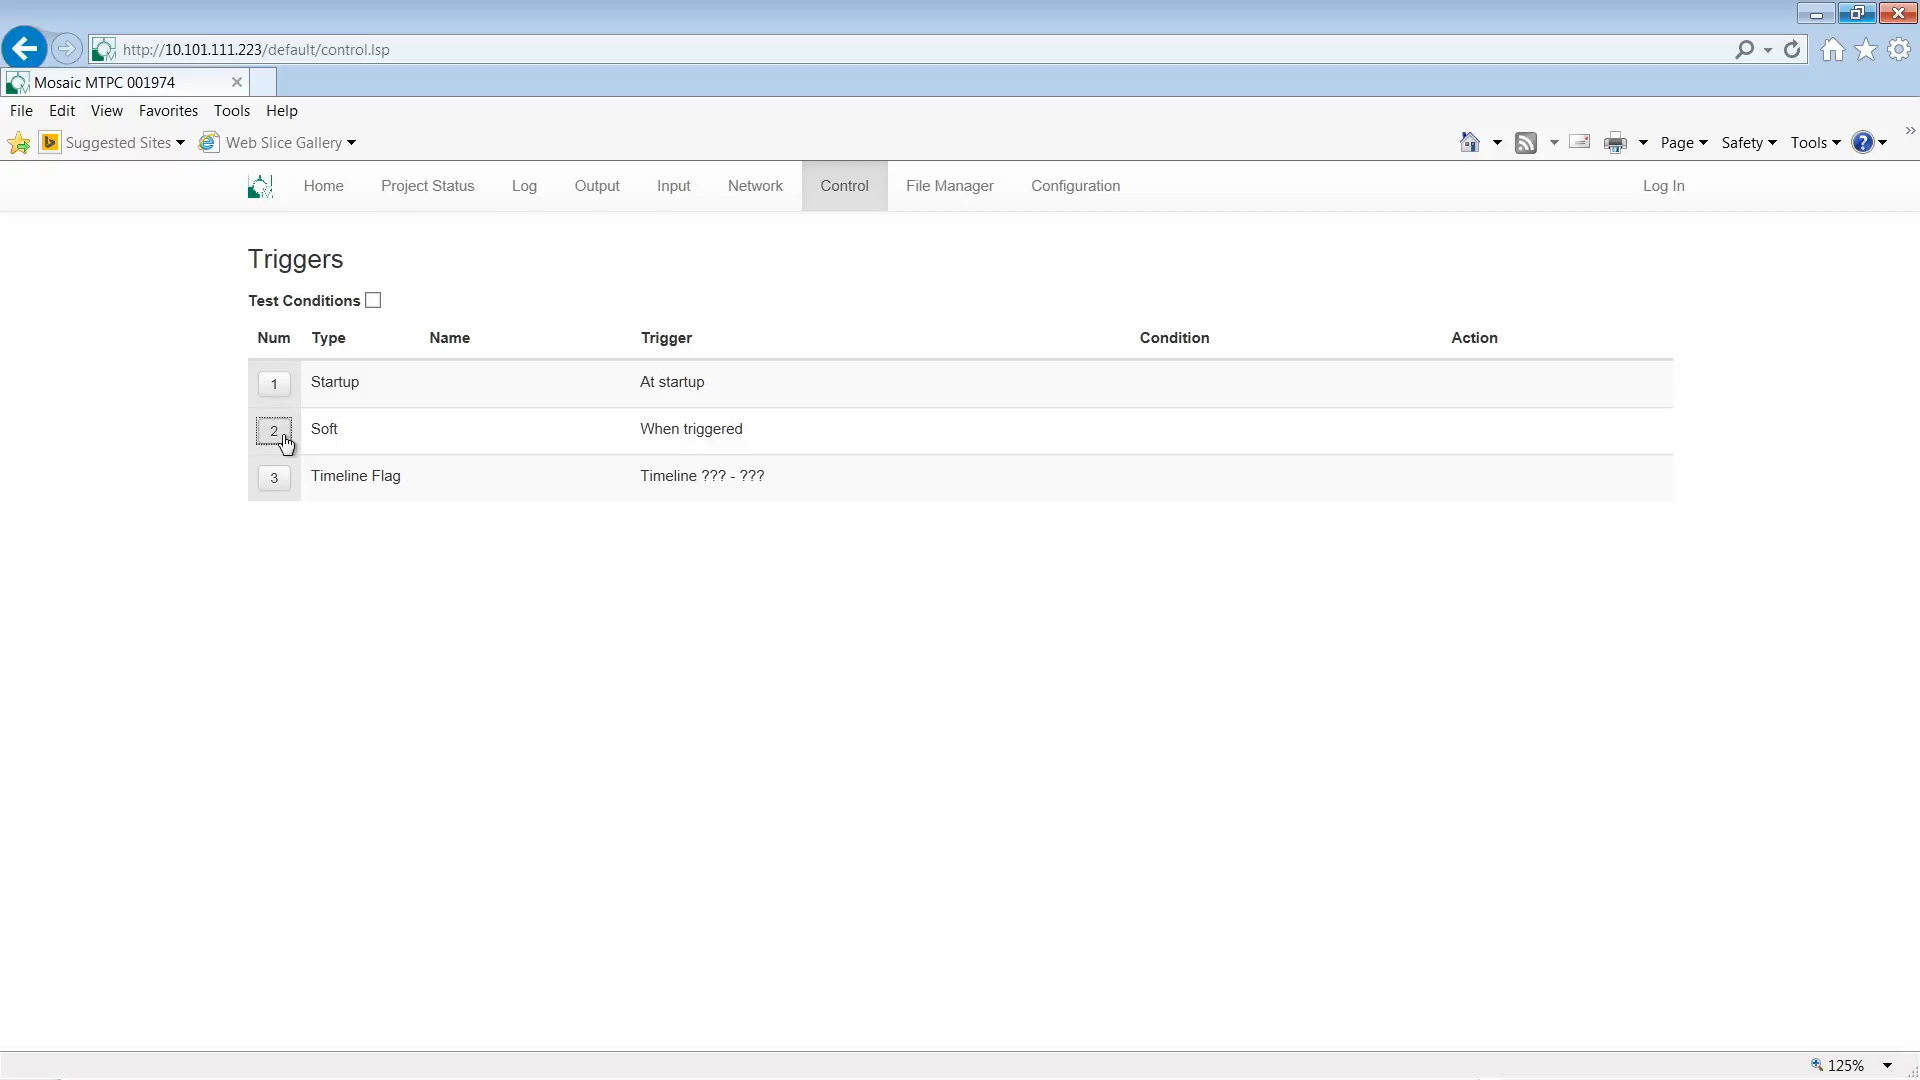 http://10.101.111.223/default/control.lsp
Mosaic MTPC 001974
File Edit View Favorites Tools Help
Suggested Sites Web Slice Gallery Page Safety Tools
Home Project Status Log Output Input Network Control File Manager Configuration Log In
Triggers
Test Conditions
Num Type Name Trigger Condition Action
1 Startup At startup
2 Soft When triggered
3 Timeline Flag Timeline ??? - ???
125%